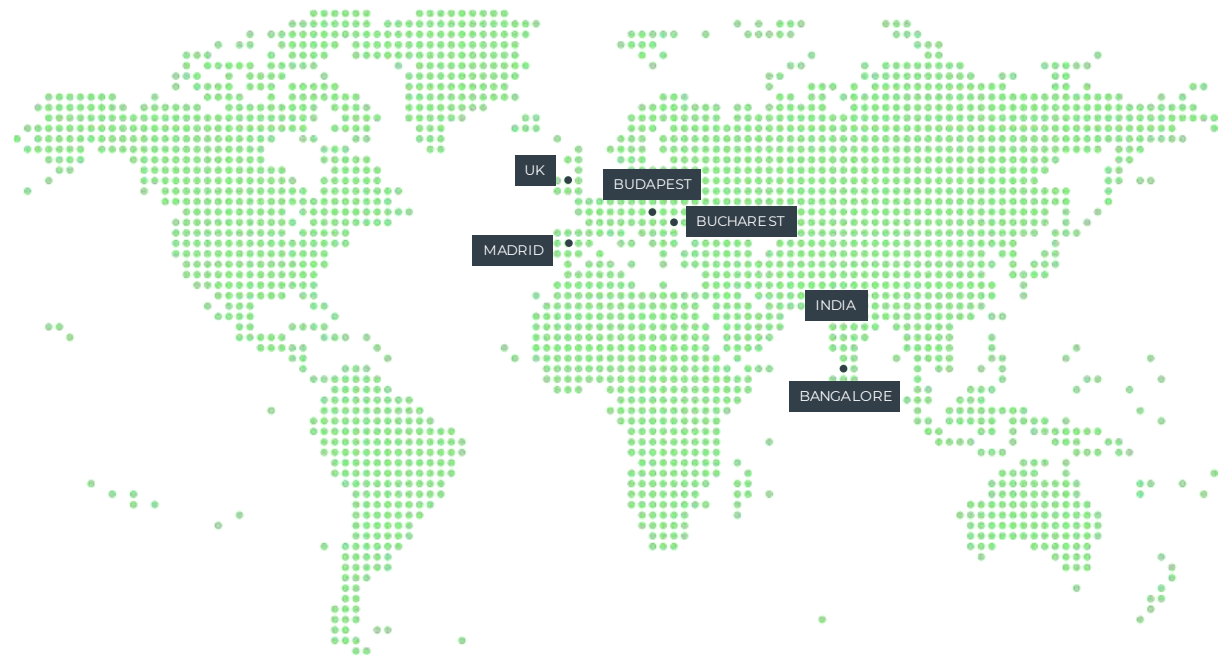 UK
BUDAPEST
BUCHAREST
MADRID
INDIA
BANGALORE